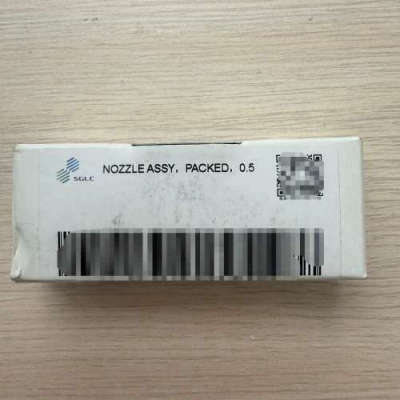 NOZZLE ASSY, PACKED, 0.5
SGLC